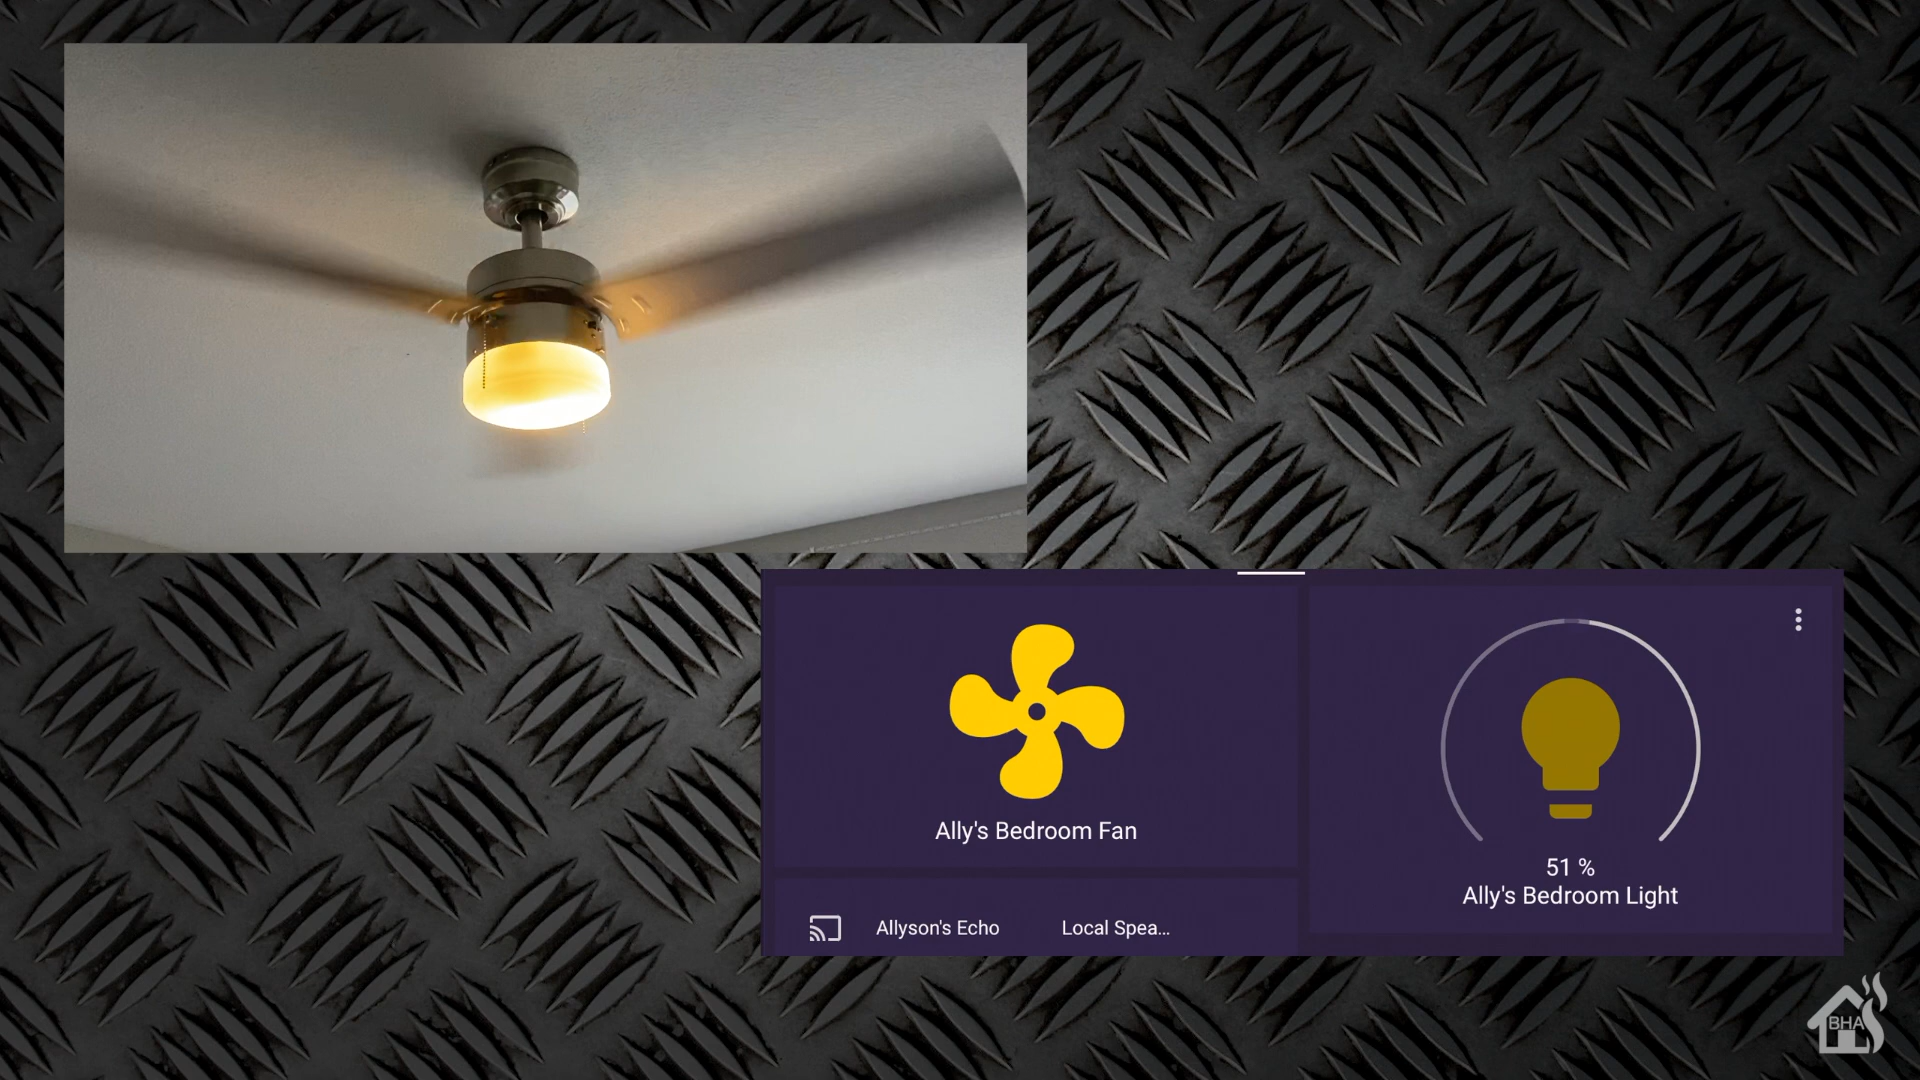 Ally's Bedroom Fan
51 %
Ally's Bedroom Light
Allyson's Echo
Local Spea...
BHA